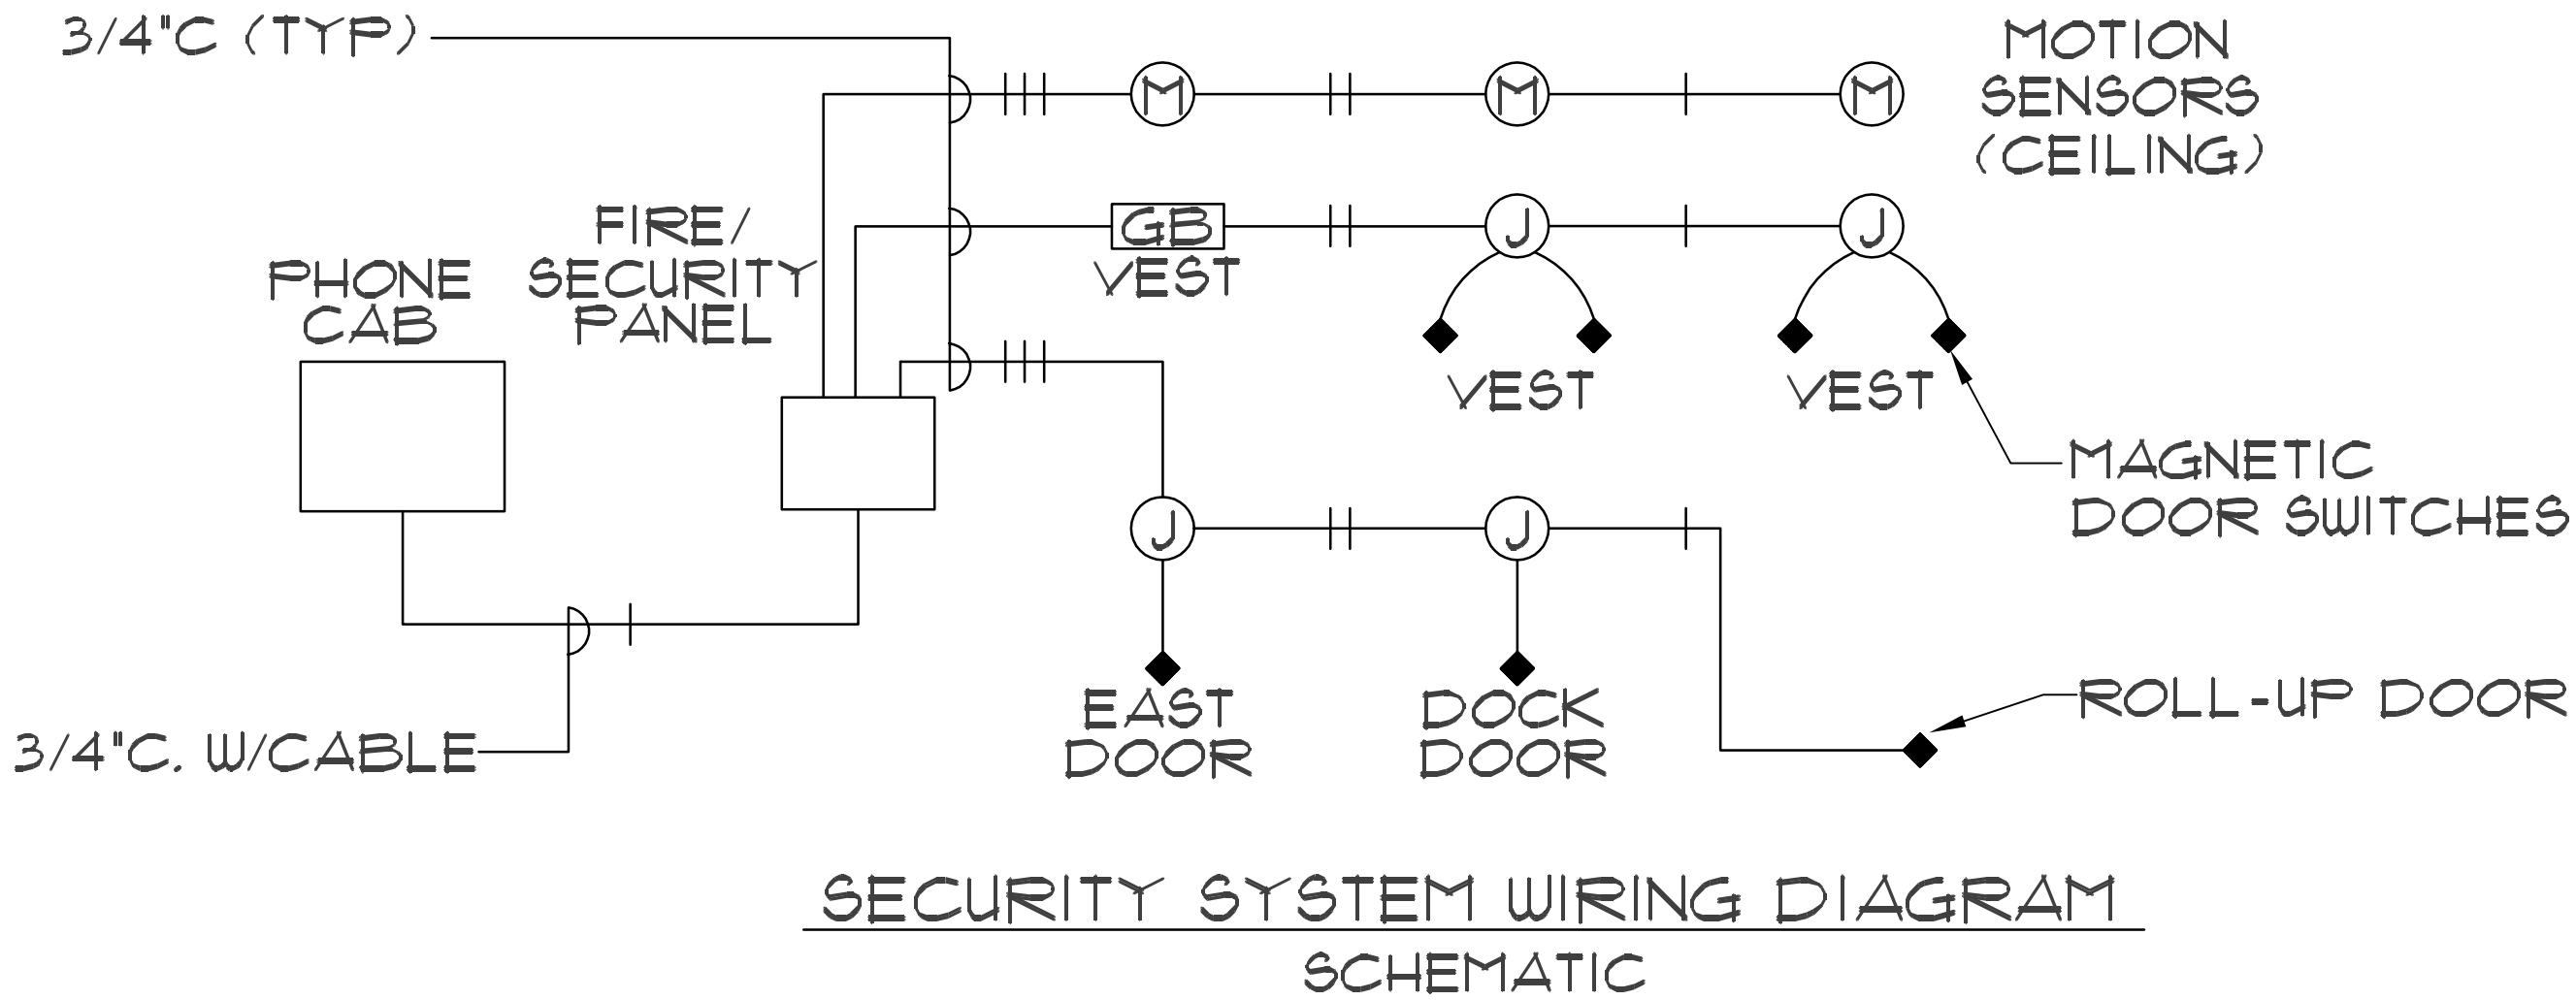 3/4"C (TYP)
M
M
M
MOTION
SENSORS
(CEILING)
FIRE/
SECURITY
PANEL
PHONE
CAB
GB
VEST
J
J
VEST
VEST
MAGNETIC
DOOR SWITCHES
J
J
EAST
DOOR
DOCK
DOOR
ROLL-UP DOOR
3/4"C. W/CABLE
SECURITY SYSTEM WIRING DIAGRAM
SCHEMATIC